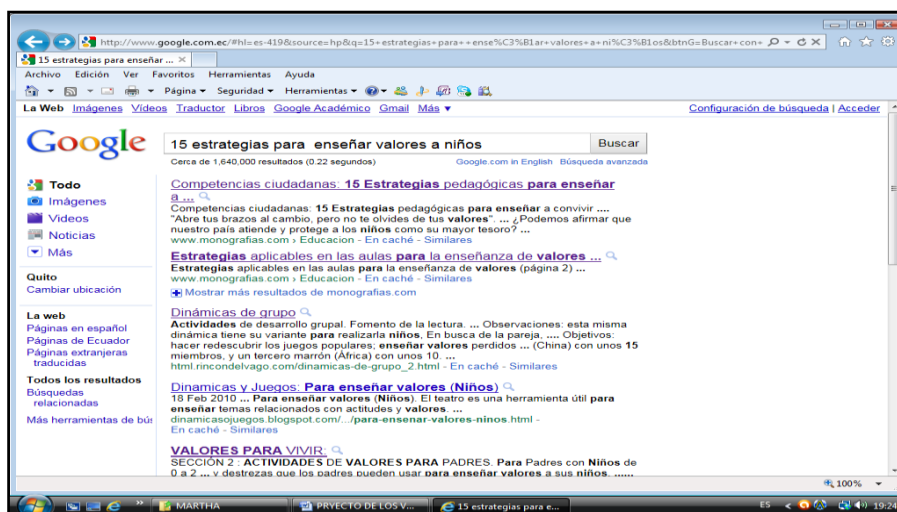 http://www.google.com.ec/#hl=es-419&source=hp&q=15+estrategias+para++ense%C3%B1ar+valores+a+ni%C3%B1os&btnG=Buscar+con+
15 estrategias para enseñar ...
Archivo Edición Ver Favoritos Herramientas Ayuda
Página Seguridad Herramientas
La Web Imágenes Vídeos Traductor Libros Google Académico Gmail Más Configuración de búsqueda | Acceder
Google 15 estrategias para enseñar valores a niños Buscar
Cerca de 1,640,000 resultados (0.22 segundos) Google.com in English Búsqueda avanzada
Todo
Imágenes
Videos
Noticias
Más
Quito
Cambiar ubicación
La web
Páginas en español
Páginas de Ecuador
Páginas extranjeras
traducidas
Todos los resultados
Búsquedas
relacionadas
Más herramientas de bús
Competencias ciudadanas: 15 Estrategias pedagógicas para enseñar
a ...
Competencias ciudadanas: 15 Estrategias pedagógicas para enseñar a convivir ....
"Abre tus brazos al cambio, pero no te olvides de tus valores". ... ¿Podemos afirmar que
nuestro país atiende y protege a los niños como su mayor tesoro? ...
www.monografias.com › Educacion - En caché - Similares
Estrategias aplicables en las aulas para la enseñanza de valores ...
Estrategias aplicables en las aulas para la enseñanza de valores (página 2) ...
www.monografias.com › Educacion - En caché - Similares
Mostrar más resultados de monografias.com
Dinámicas de grupo
Actividades de desarrollo grupal. Fomento de la lectura. ... Observaciones: esta misma
dinámica tiene su variante para realizarla niños, En busca de la pareja, .... Objetivos:
hacer redescubrir los juegos populares; enseñar valores perdidos ... (China) con unos 15
miembros, y un tercero marrón (África) con unos 10. ...
html.rincondelvago.com/dinamicas-de-grupo_2.html - En caché - Similares
Dinamicas y Juegos: Para enseñar valores (Niños)
18 Feb 2010 ... Para enseñar valores (Niños). El teatro es una herramienta útil para
enseñar temas relacionados con actitudes y valores. ...
dinamicasojuegos.blogspot.com/.../para-ensenar-valores-ninos.html -
En caché - Similares
VALORES PARA VIVIR:
SECCIÓN 2 : ACTIVIDADES DE VALORES PARA PADRES. Para Padres con Niños de
0 a 2 ... y destrezas que los padres pueden usar para enseñar valores a sus niños. ......
100%
MARTHA PRYECTO DE LOS V... 15 estrategias para e... ES 19:24